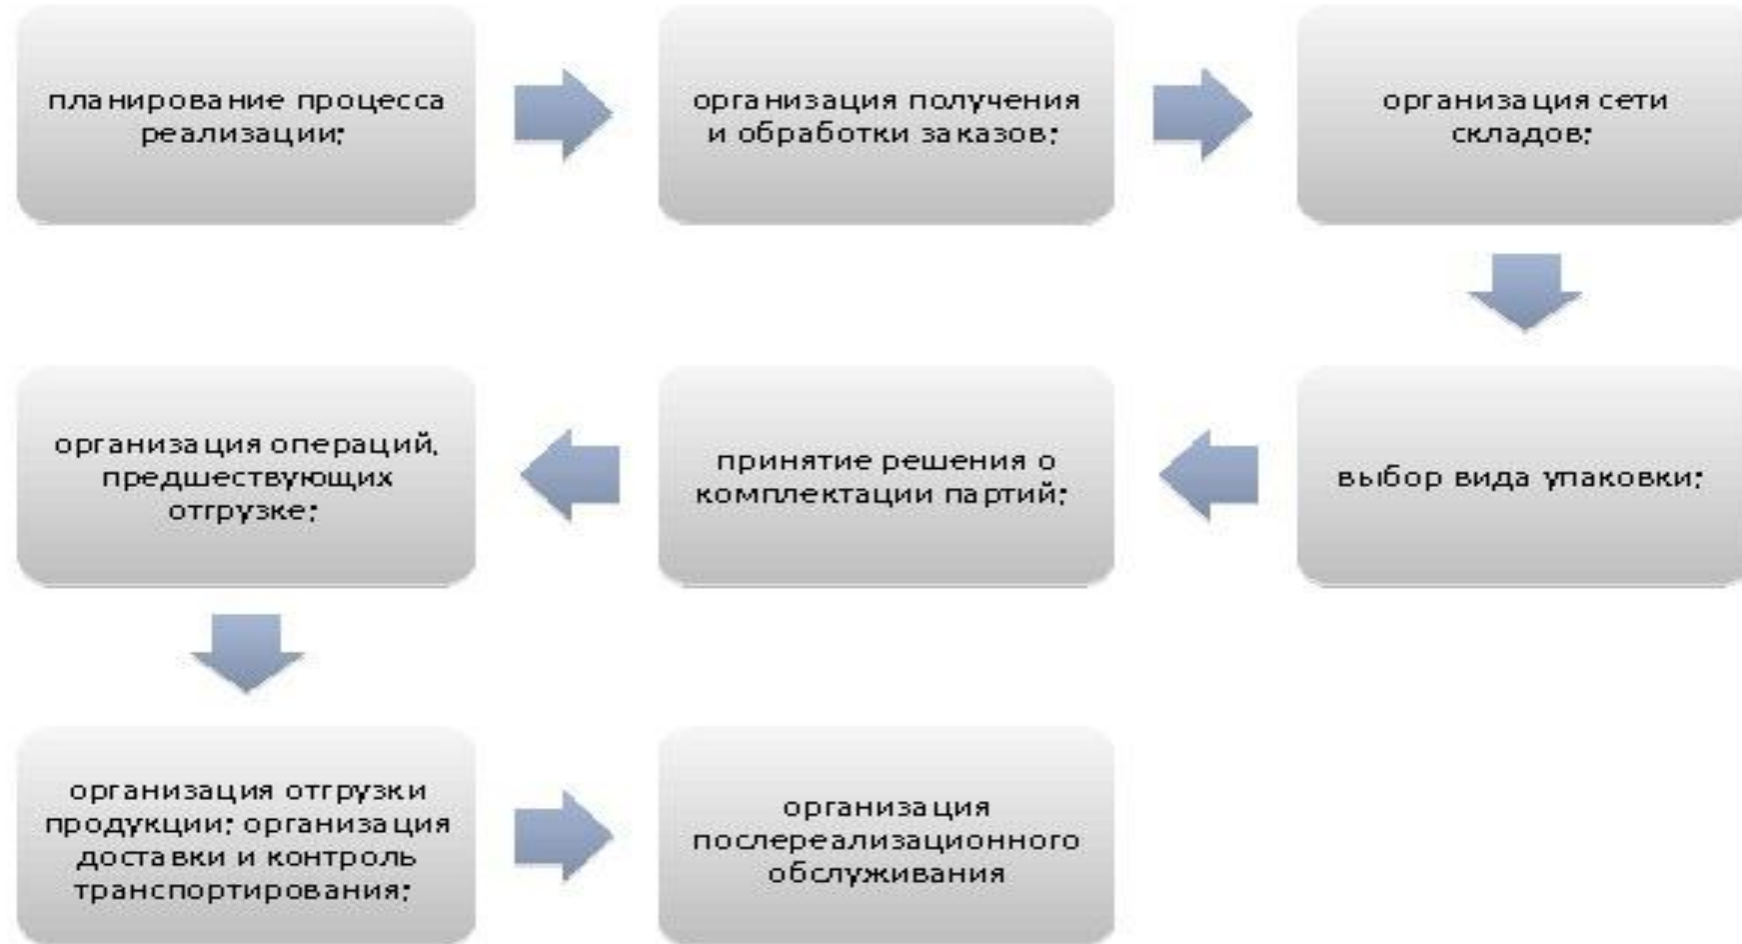 планирование процесса
реализации;
организация получения
и обработки заказов;
организация сети
складов;
выбор вида упаковки;
принятие решения о
комплектации партий;
организация операций,
предшествующих
отгрузке;
организация отгрузки
продукции; организация
доставки и контроль
транспортирования;
организация
послереализационного
обслуживания